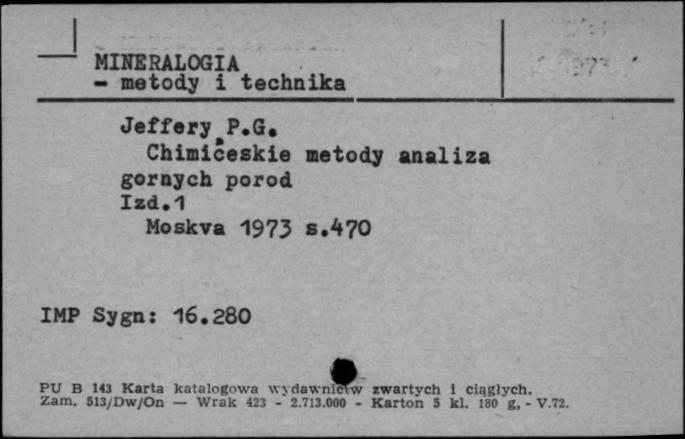 MINERALOGIA
- metody i technika
Jeffery P.G.
Chimičeskie metody analiza
gornych porod
Izd.1
Moskva 1973 s.470
IMP Sygn: 16.280
PU B 143 Karta katalogowa wydawnictw zwartych i ciągłych.
Zam. 513/Dw/On — Wrak 423 - 2.713.000 - Karton 5 kl. 180 g, - V.72.